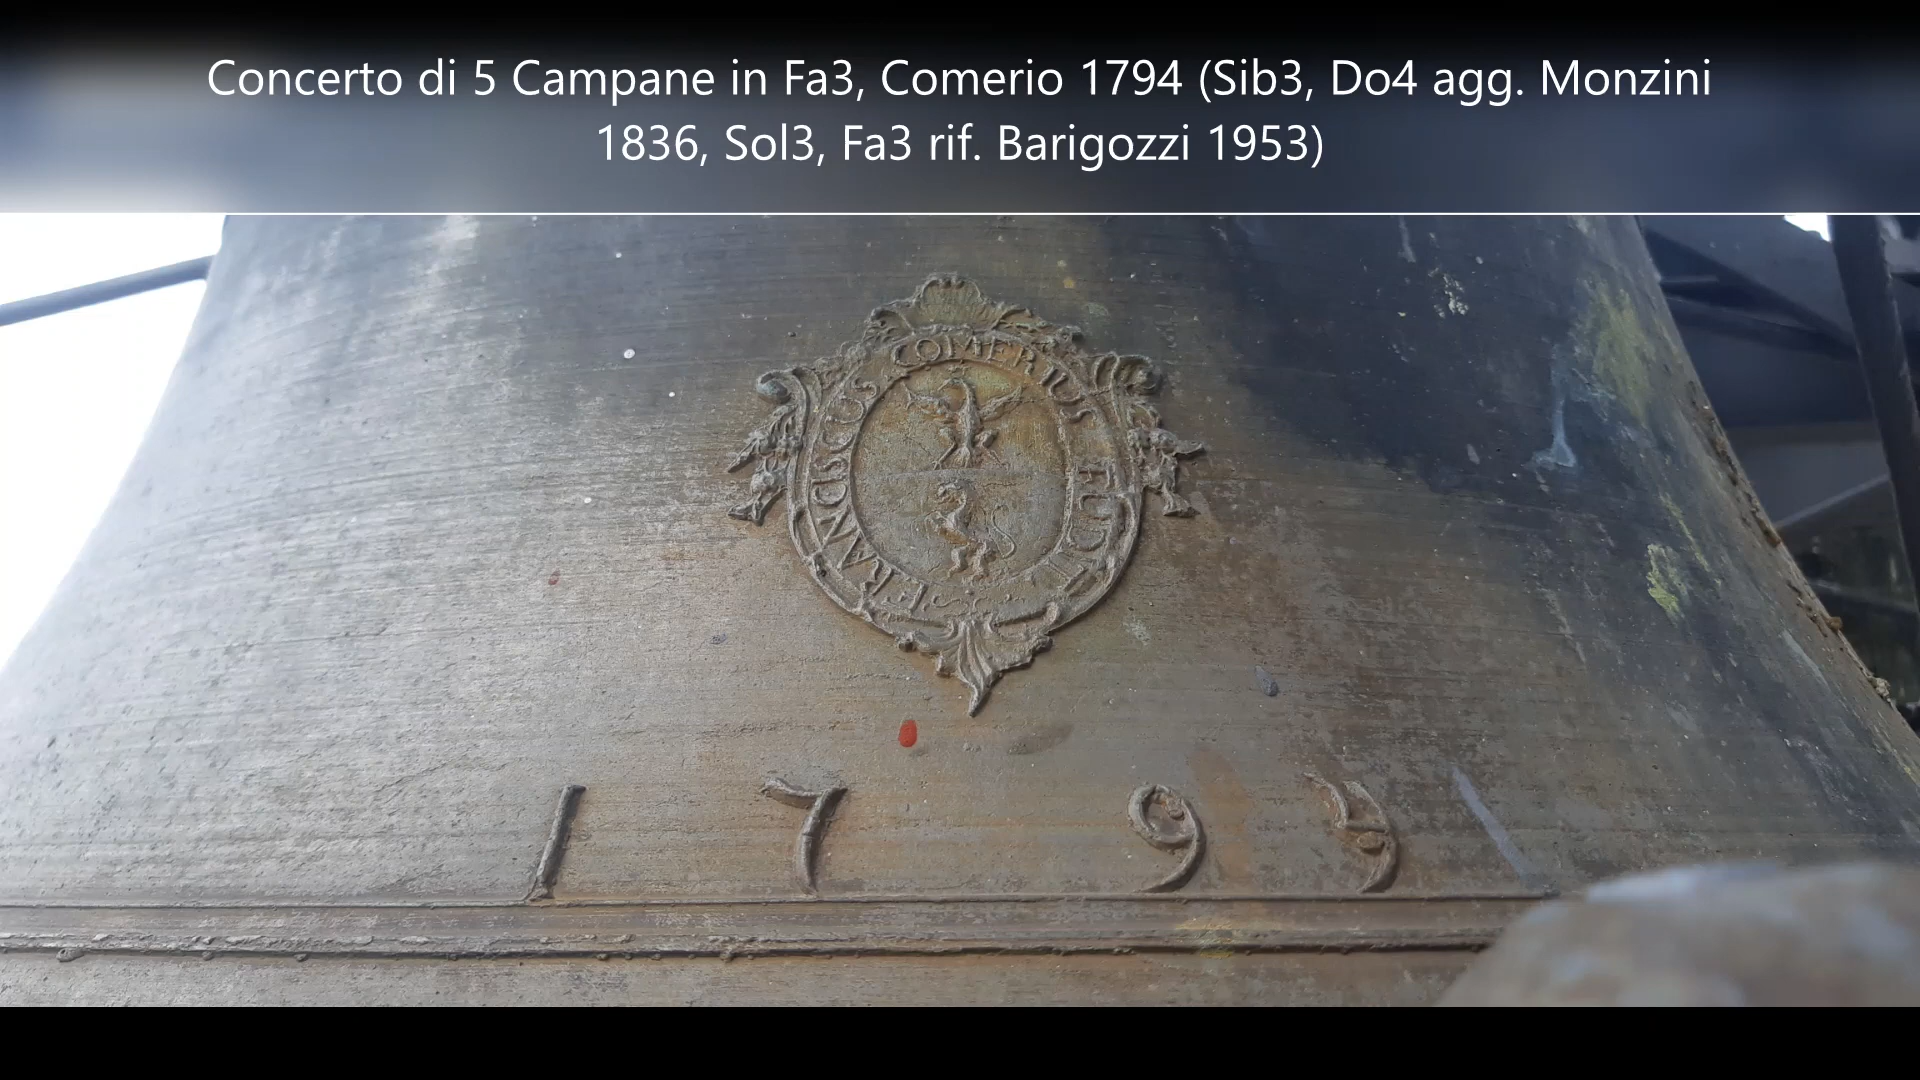 Concerto di 5 Campane in Fa3, Comerio 1794 (Sib3, Do4 agg. Monzini
1836, Sol3, Fa3 rif. Barigozzi 1953)
FRANCISCUS COMERIUS FUDIT
179